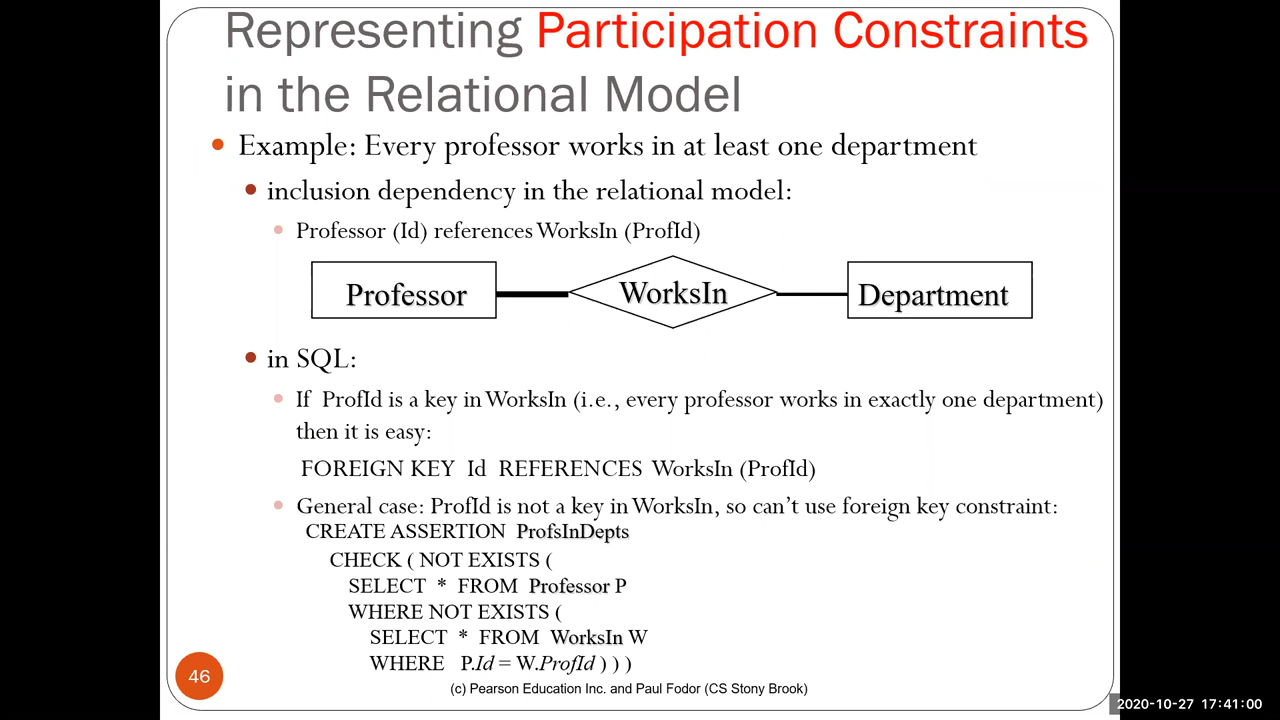 Representing Participation Constraints
in the Relational Model
Example: Every professor works in at least one department
inclusion dependency in the relational model:
Professor (Id) references WorksIn (ProfId)
Professor WorksIn Department
in SQL:
If ProfId is a key in WorksIn (i.e., every professor works in exactly one department)
then it is easy:
FOREIGN KEY Id REFERENCES WorksIn (ProfId)
General case: ProfId is not a key in WorksIn, so can't use foreign key constraint:
CREATE ASSERTION ProfsInDepts
CHECK ( NOT EXISTS (
SELECT * FROM Professor P
WHERE NOT EXISTS (
SELECT * FROM WorksIn W
WHERE P.Id = W.ProfId ) ) )
46
(c) Pearson Education Inc. and Paul Fodor (CS Stony Brook)
2020-10-27 17:41:00